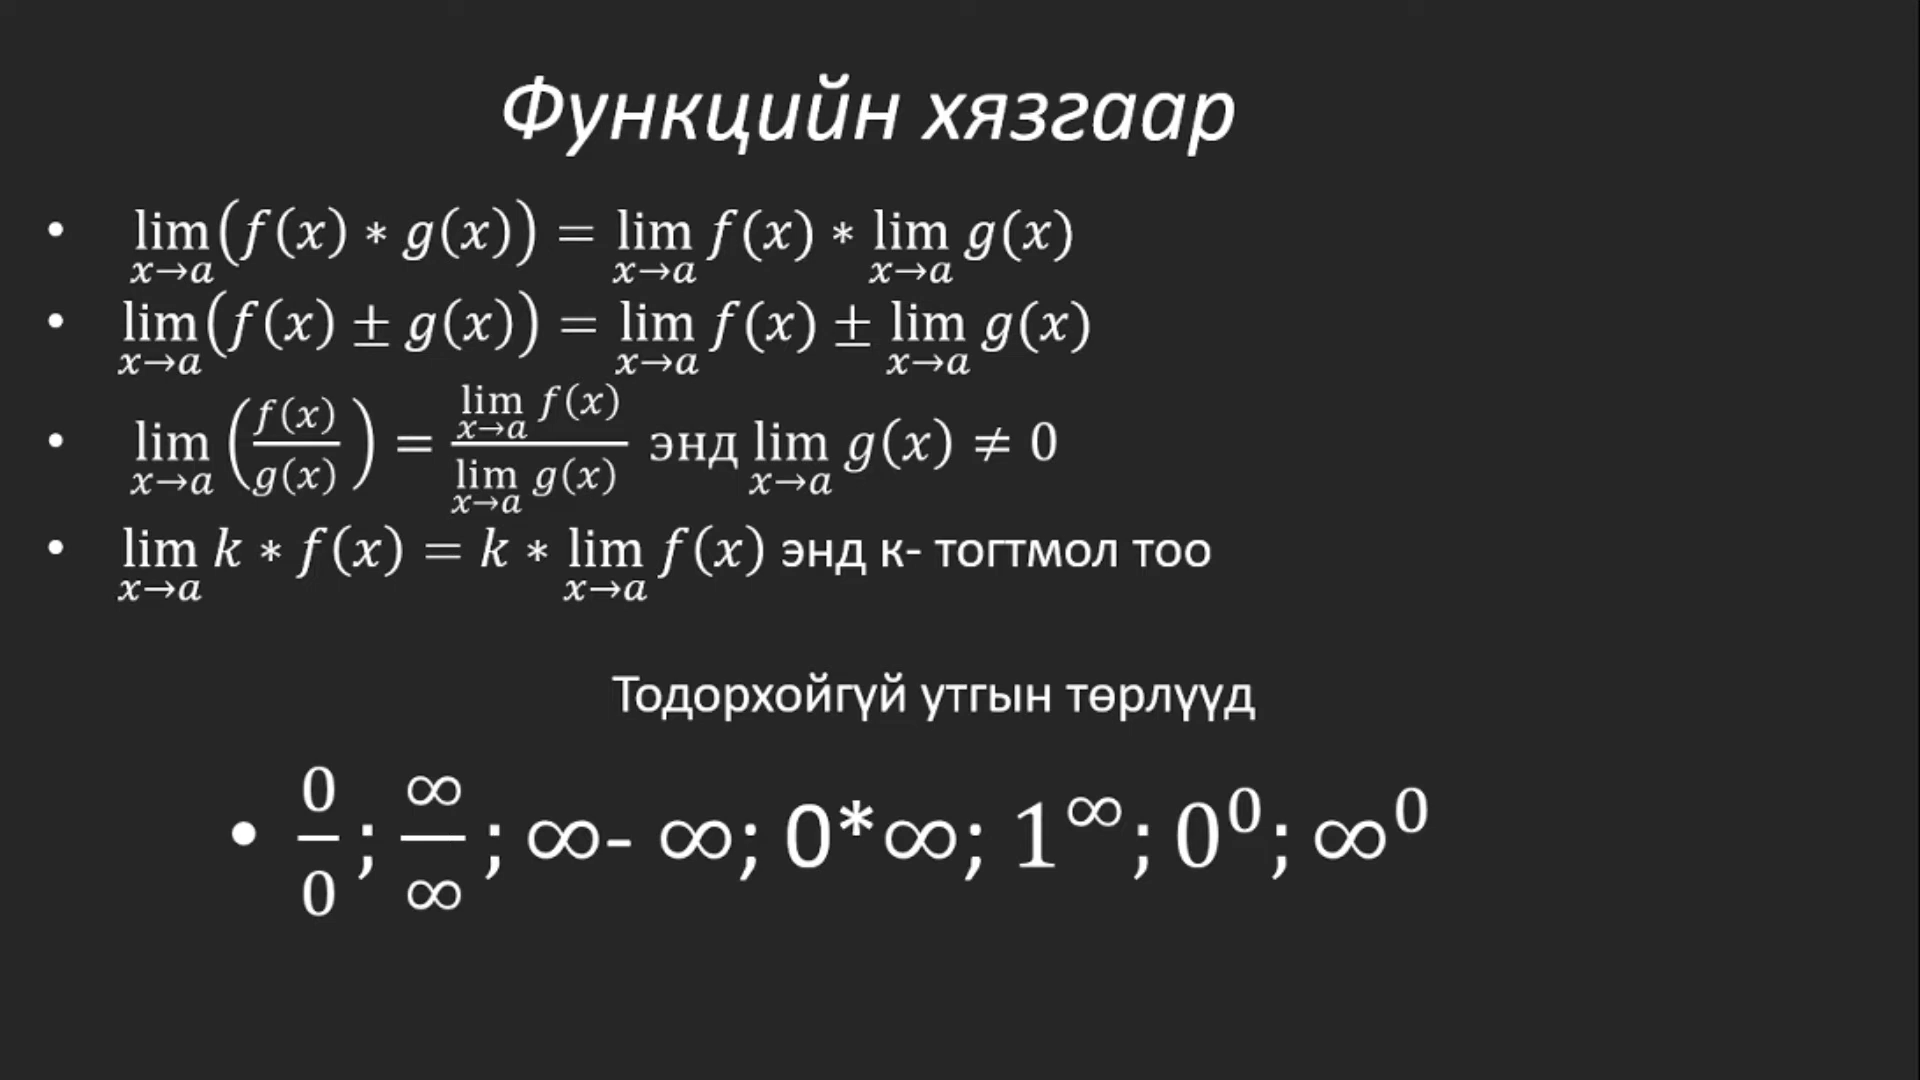 Функцийн хязгаар
• lim_{x→a}(f(x) ∗ g(x)) = lim_{x→a} f(x) ∗ lim_{x→a} g(x)
• lim_{x→a}(f(x) ± g(x)) = lim_{x→a} f(x) ± lim_{x→a} g(x)
• lim_{x→a} (f(x)/g(x)) = (lim_{x→a} f(x))/(lim_{x→a} g(x)) энд lim_{x→a} g(x) ≠ 0
• lim_{x→a} k ∗ f(x) = k ∗ lim_{x→a} f(x) энд к- тогтмол тоо
Тодорхойгүй утгын төрлүүд
• 0/0 ; ∞/∞ ; ∞- ∞; 0*∞; 1^∞; 0^0; ∞^0